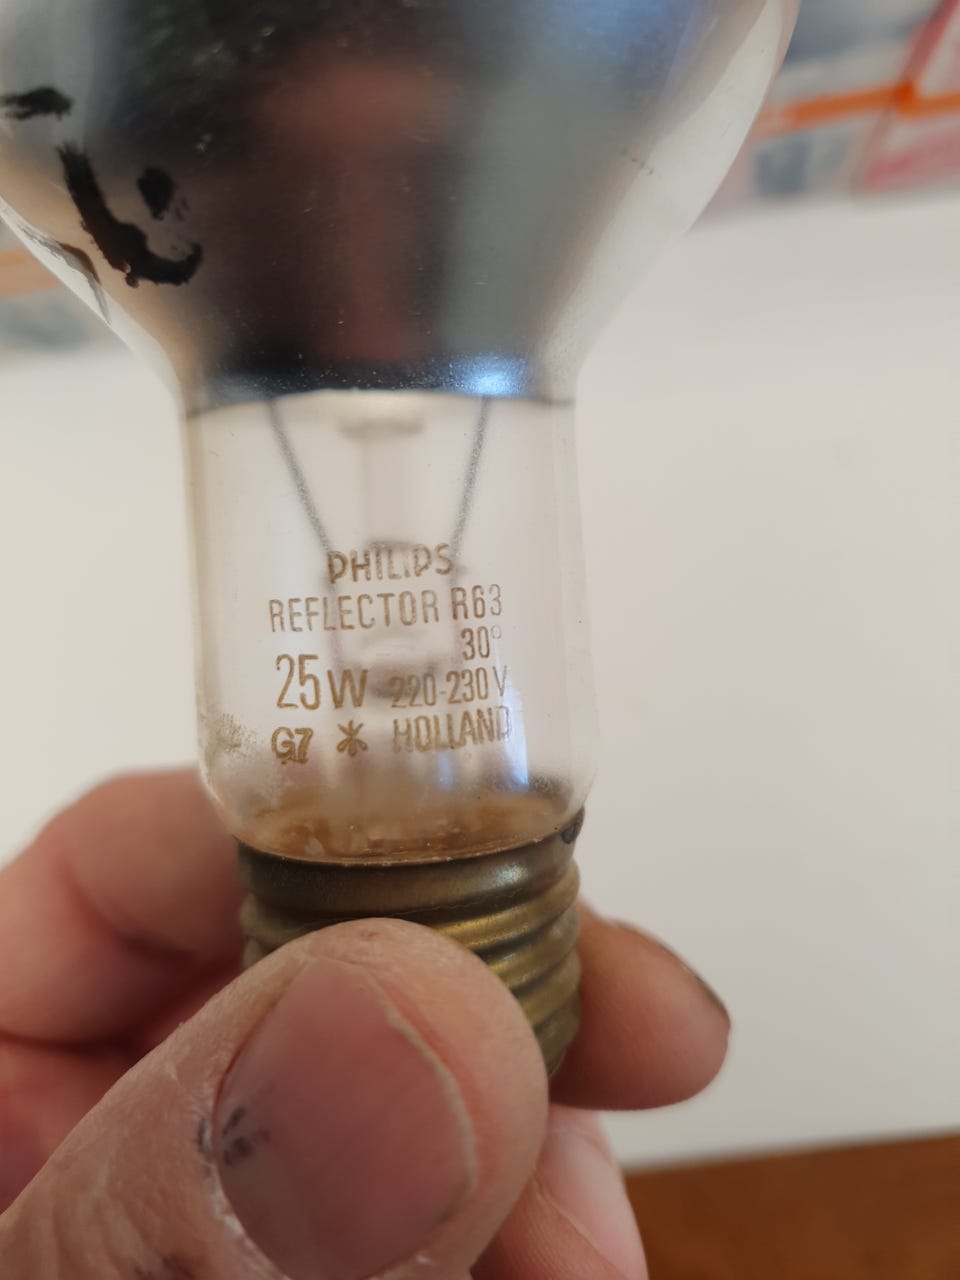 PHILIPS
REFLECTOR R63
30°
25W 220-230V
G7 * HOLLAND